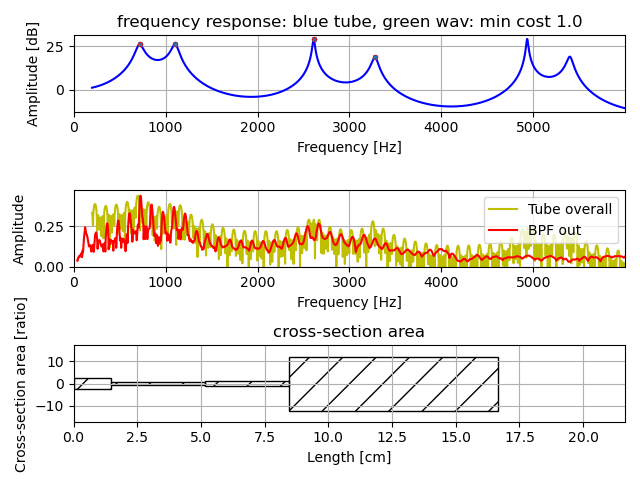 frequency response: blue tube, green wav: min cost 1.0
Amplitude [dB]
25
0
0 1000 2000 3000 4000 5000
Frequency [Hz]
Amplitude
0.25
0.00
Tube overall
BPF out
0 1000 2000 3000 4000 5000
Frequency [Hz]
cross-section area
Cross-section area [ratio]
10
0
−10
0.0 2.5 5.0 7.5 10.0 12.5 15.0 17.5 20.0
Length [cm]